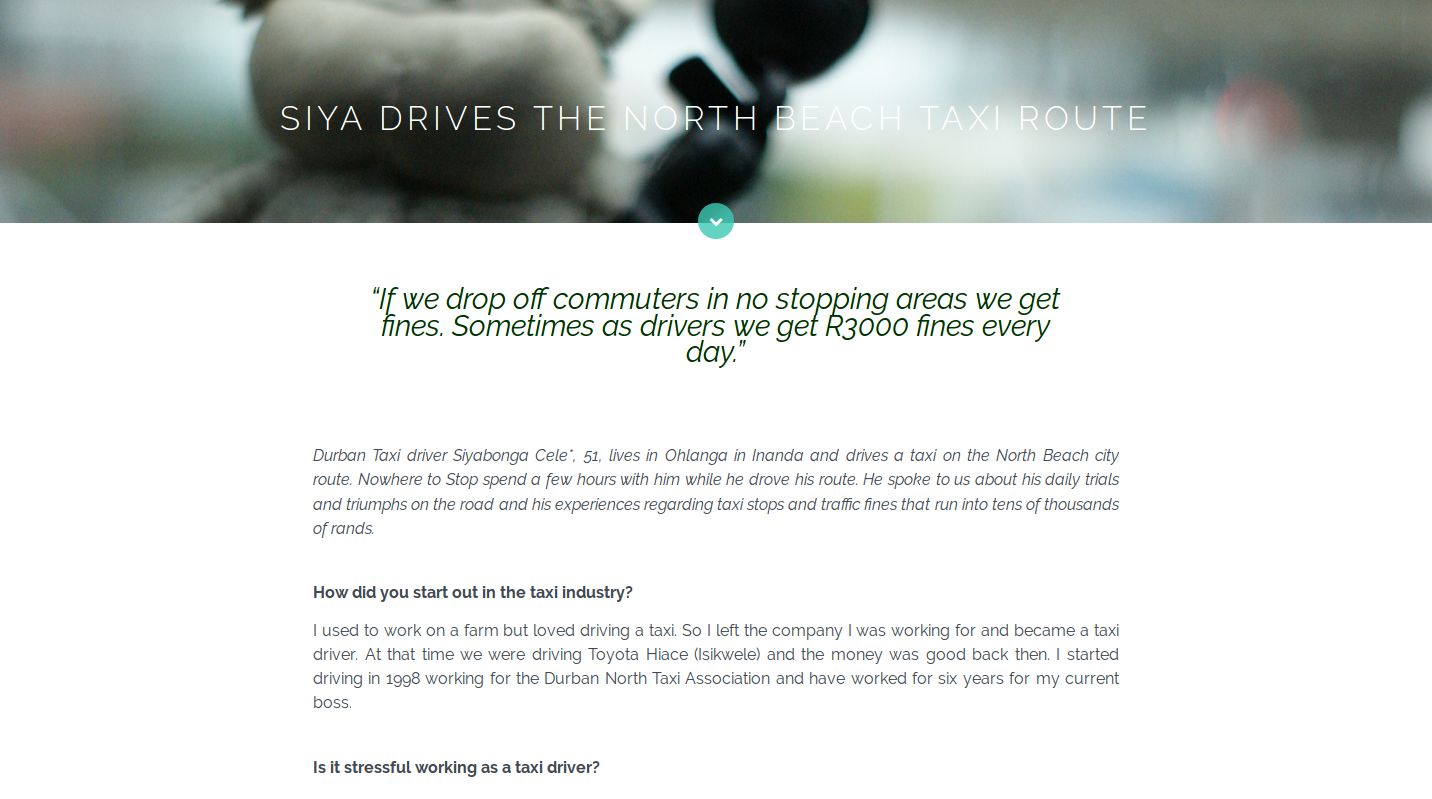 SIYA DRIVES THE NORTH BEACH TAXI ROUTE
“If we drop off commuters in no stopping areas we get
fines. Sometimes as drivers we get R3000 fines every
day.”
Durban Taxi driver Siyabonga Cele*, 51, lives in Ohlanga in Inanda and drives a taxi on the North Beach city
route. Nowhere to Stop spend a few hours with him while he drove his route. He spoke to us about his daily trials
and triumphs on the road and his experiences regarding taxi stops and traffic fines that run into tens of thousands
of rands.
How did you start out in the taxi industry?
I used to work on a farm but loved driving a taxi. So I left the company I was working for and became a taxi
driver. At that time we were driving Toyota Hiace (Isikwele) and the money was good back then. I started
driving in 1998 working for the Durban North Taxi Association and have worked for six years for my current
boss.
Is it stressful working as a taxi driver?